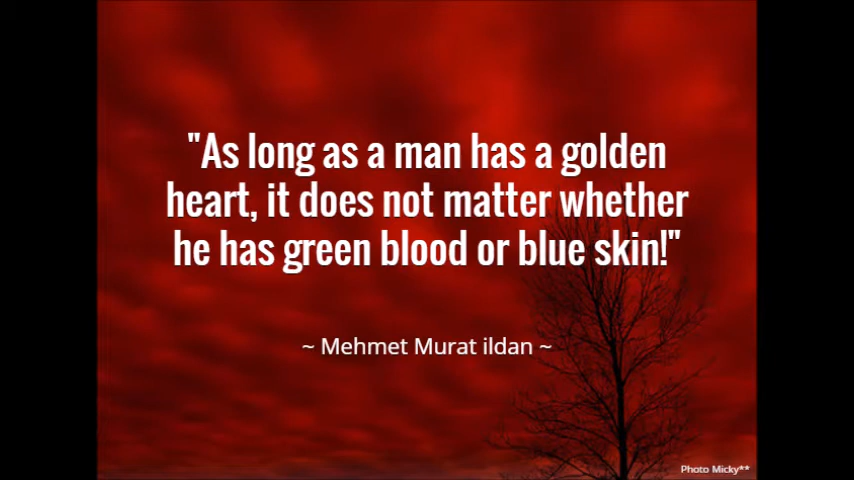 "As long as a man has a golden
heart, it does not matter whether
he has green blood or blue skin!"
~ Mehmet Murat ildan ~
Photo Micky**